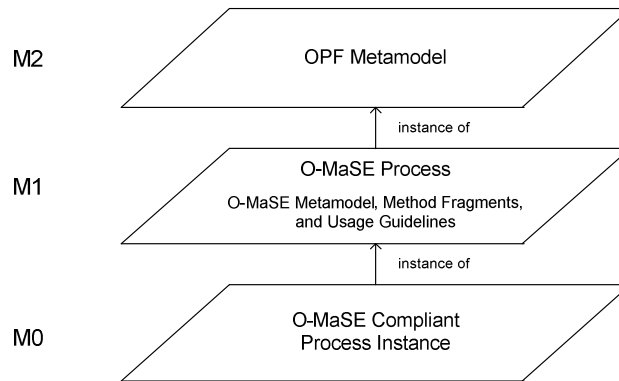 M2
OPF Metamodel
instance of
M1
O-MaSE Process
O-MaSE Metamodel, Method Fragments,
and Usage Guidelines
instance of
M0
O-MaSE Compliant
Process Instance